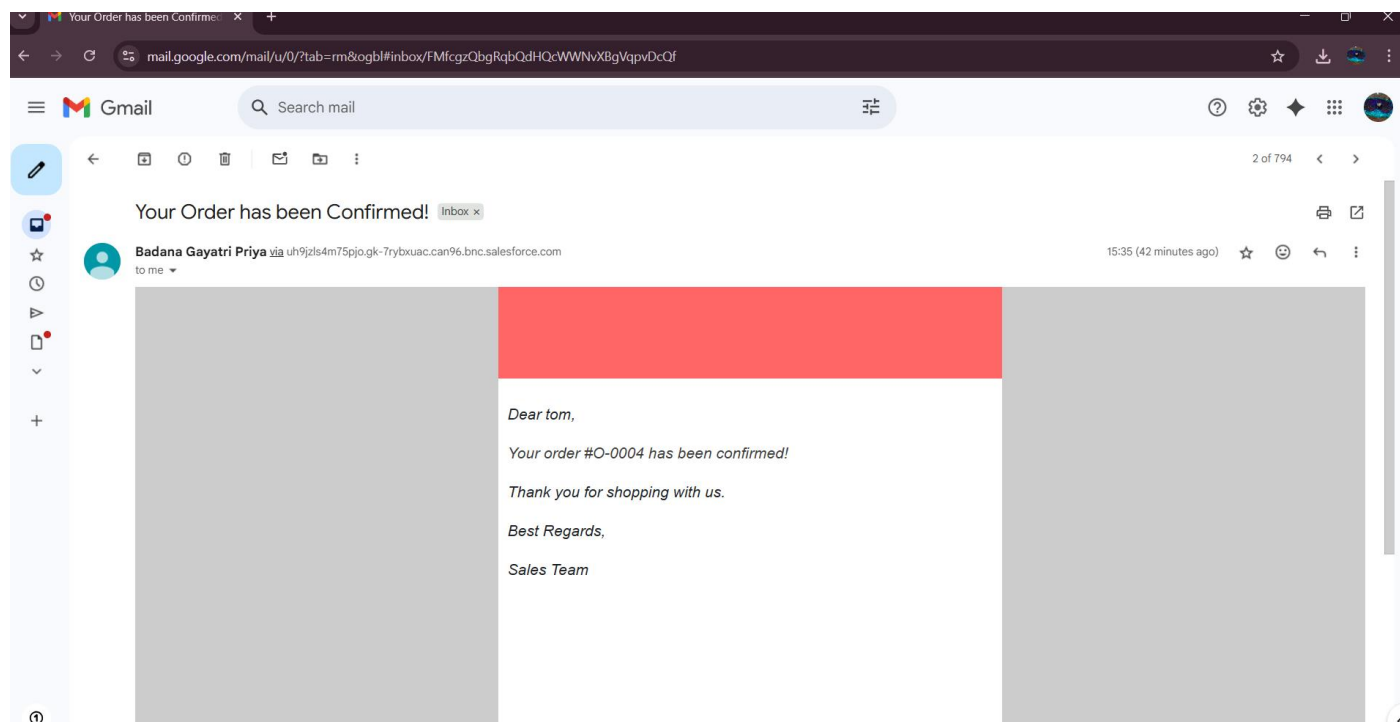 Your Order has been Confirmed
mail.google.com/mail/u/0/?tab=rm&ogbl#inbox/FMfcgzQbgRqbQdHQcWWNvXBgVqpvDcQf
Gmail
Search mail
2 of 794
Your Order has been Confirmed! Inbox ×
Badana Gayatri Priya via uh9jzls4m75pjo.gk-7rybxuac.can96.bnc.salesforce.com 15:35 (42 minutes ago)
to me
Dear tom,
Your order #O-0004 has been confirmed!
Thank you for shopping with us.
Best Regards,
Sales Team